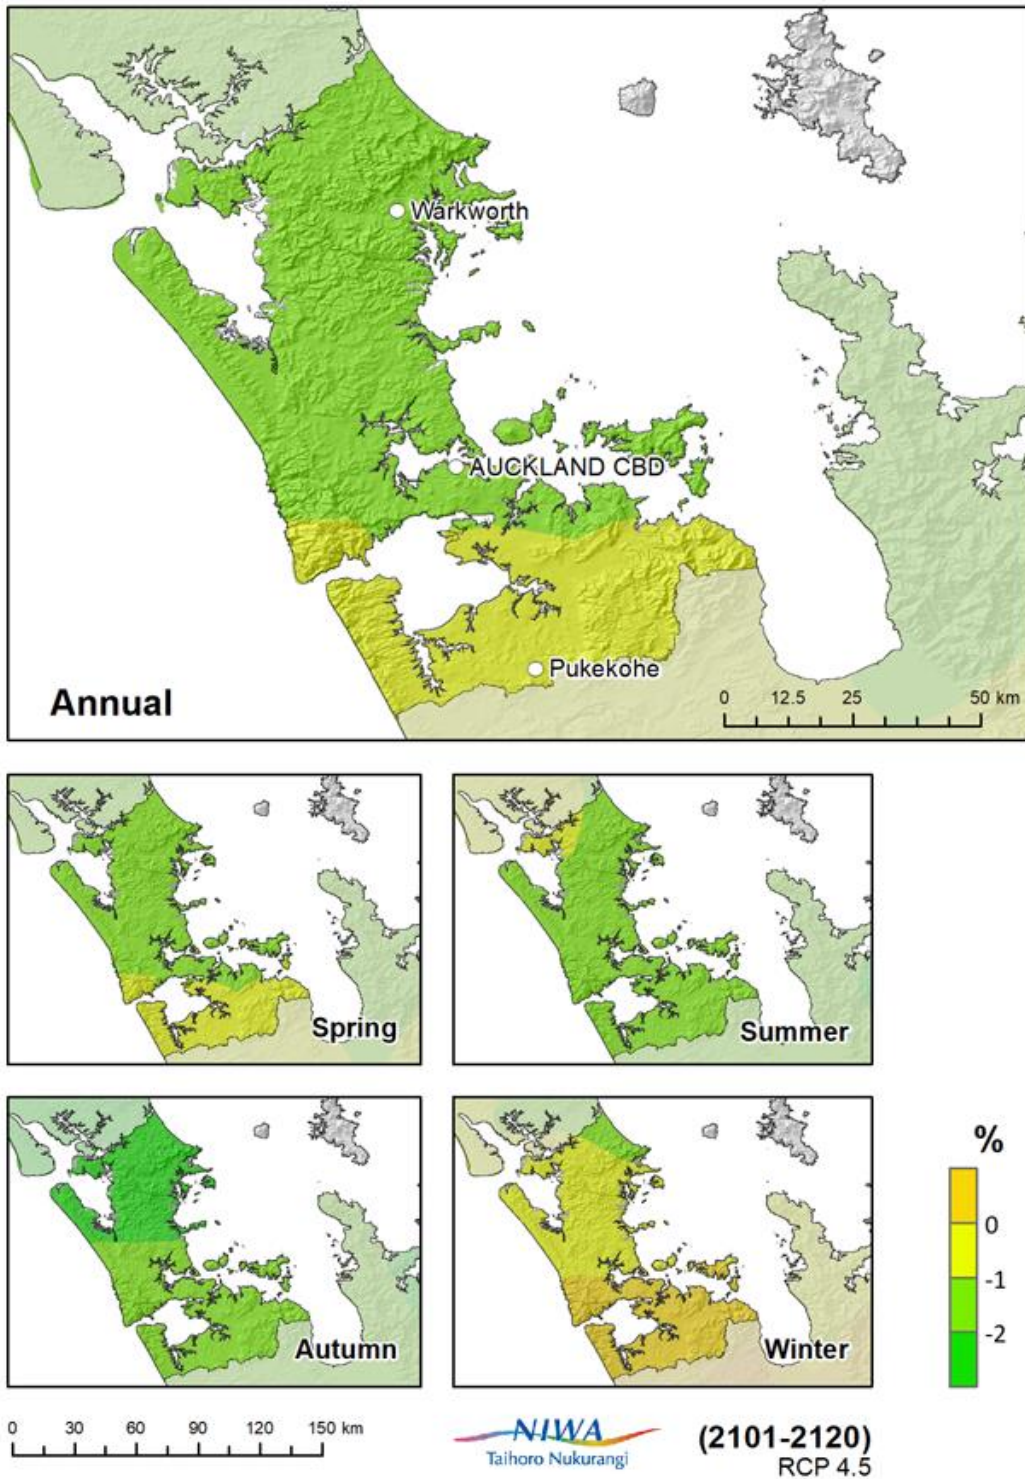 Warkworth
AUCKLAND CBD
Pukekohe
Annual
0 12.5 25 50 km
Spring
Summer
Autumn
Winter
%
0
-1
-2
0 30 60 90 120 150 km
NIWA
Taihoro Nukurangi
(2101-2120)
RCP 4.5